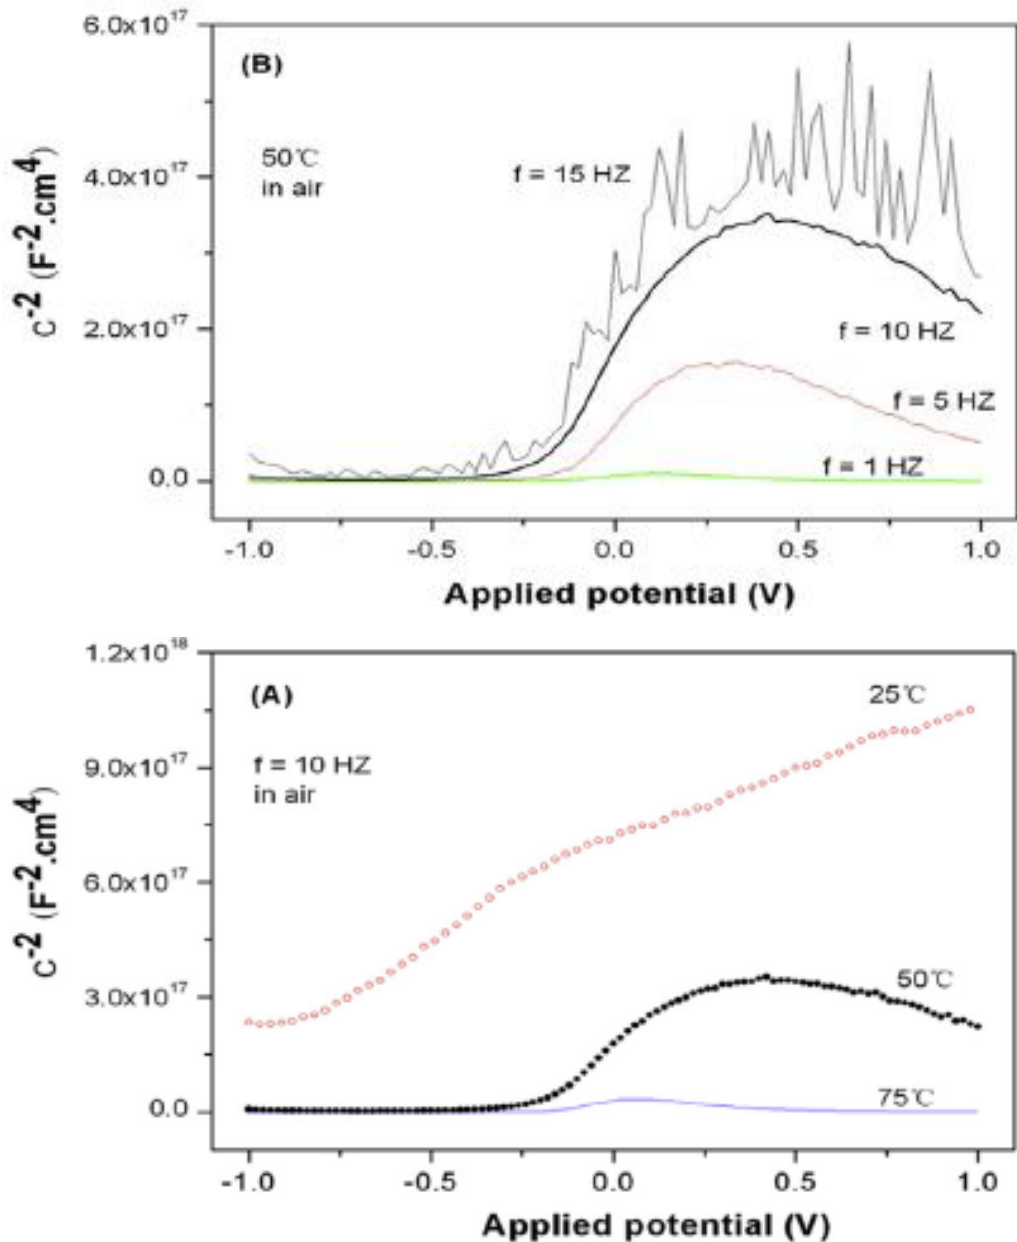 6.0x10¹⁷
(B)
50℃
in air
f = 15 HZ
4.0x10¹⁷
C⁻² (F⁻².cm⁴)
2.0x10¹⁷
f = 10 HZ
f = 5 HZ
f = 1 HZ
0.0
-1.0 -0.5 0.0 0.5 1.0
Applied potential (V)
1.2x10¹⁸
(A)
25℃
f = 10 HZ
in air
9.0x10¹⁷
C⁻² (F⁻².cm⁴)
6.0x10¹⁷
3.0x10¹⁷
50℃
75℃
0.0
-1.0 -0.5 0.0 0.5 1.0
Applied potential (V)